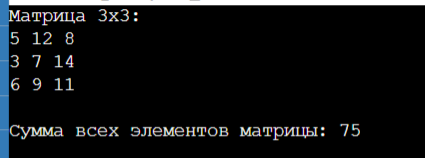 Матрица 3x3:
5 12 8
3 7 14
6 9 11
Сумма всех элементов матрицы: 75